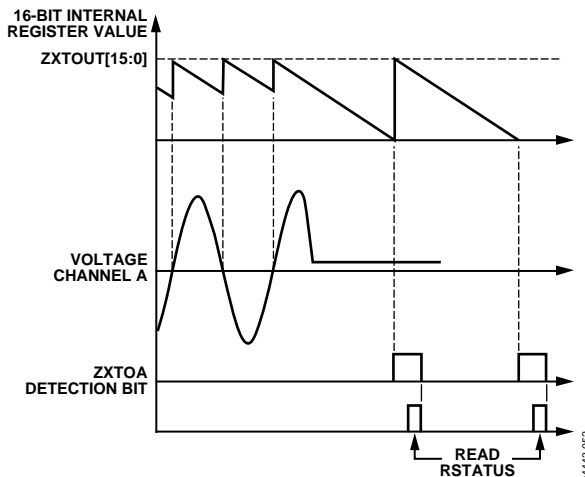 16-BIT INTERNAL
REGISTER VALUE
ZXTOUT[15:0]
VOLTAGE
CHANNEL A
ZXTOA
DETECTION BIT
READ
RSTATUS